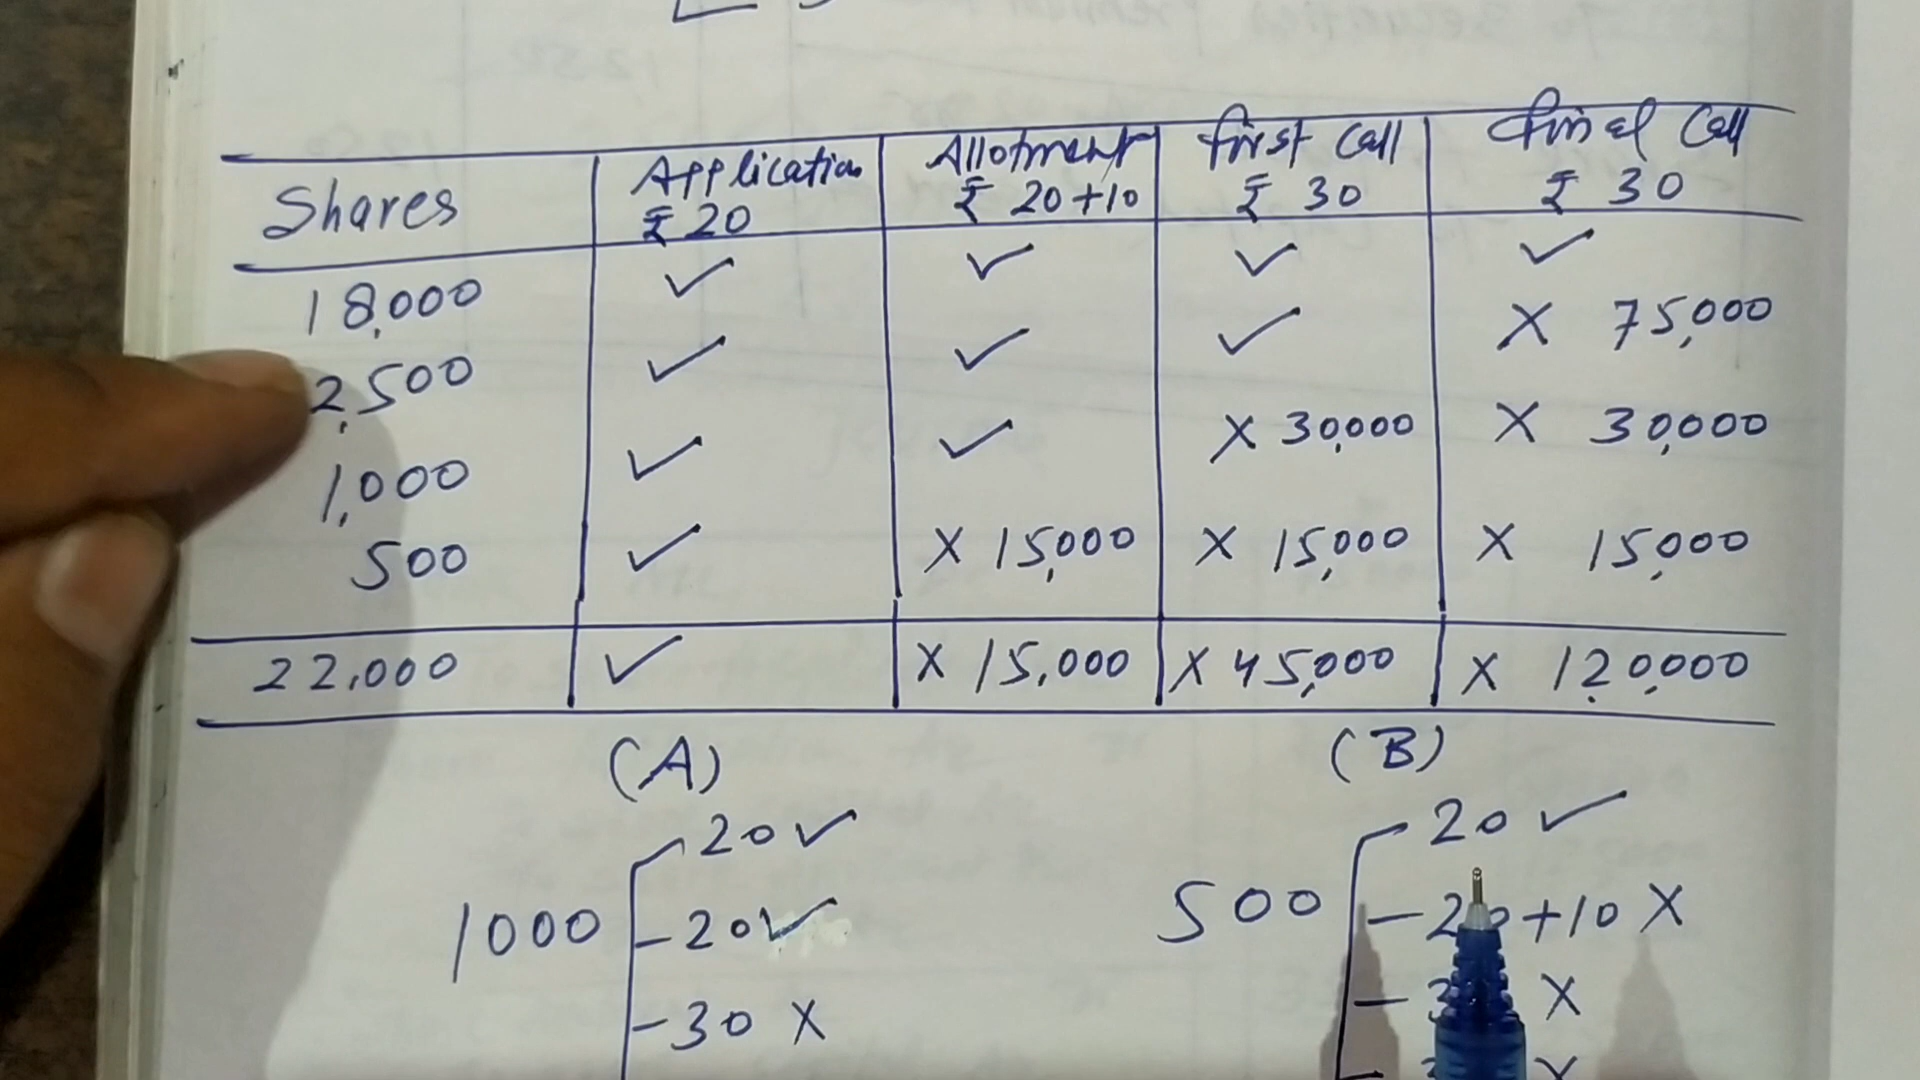 Shares | Application ₹ 20 | Allotment ₹ 20+10 | First Call ₹ 30 | Final Call ₹ 30
18,000 ✓ ✓ ✓ ✓
2,500 ✓ ✓ ✓ X 75,000
1,000 ✓ ✓ X 30,000 X 30,000
500 ✓ X 15,000 X 15,000 X 15,000
22,000 ✓ X 15,000 X 45,000 X 120,000
(A) (B)
20 ✓
1000 - 20 ✓
- 30 X
20 ✓
500 - 20+10 X
X
X